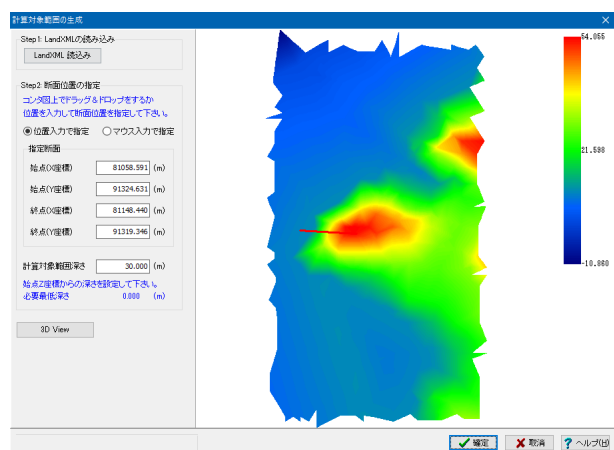 計算対象範囲の生成
Step1: LandXMLの読み込み
LandXML 読込み
Step2: 断面位置の指定
コンタ図上でドラッグ&ドロップをするか
位置を入力して断面位置を指定して下さい。
位置入力で指定 マウス入力で指定
指定断面
始点(X座標) 81058.591 (m)
始点(Y座標) 91324.631 (m)
終点(X座標) 81148.440 (m)
終点(Y座標) 91319.346 (m)
計算対象範囲深さ 30.000 (m)
始点Z座標からの深さを設定して下さい。
必要最低深さ 0.000 (m)
3D View
54.055
21.598
-10.860
確定 取消 ヘルプ(H)